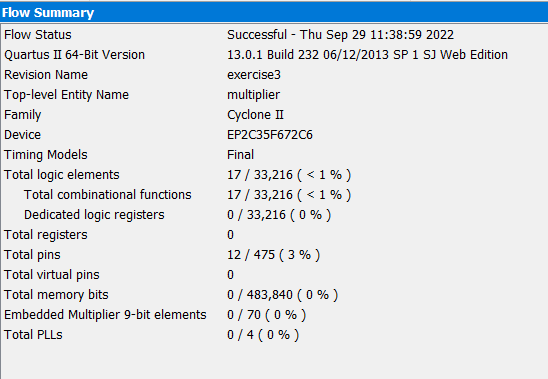 Flow Summary
Flow Status Successful - Thu Sep 29 11:38:59 2022
Quartus II 64-Bit Version 13.0.1 Build 232 06/12/2013 SP 1 SJ Web Edition
Revision Name exercise3
Top-level Entity Name multiplier
Family Cyclone II
Device EP2C35F672C6
Timing Models Final
Total logic elements 17 / 33,216 ( < 1 % )
Total combinational functions 17 / 33,216 ( < 1 % )
Dedicated logic registers 0 / 33,216 ( 0 % )
Total registers 0
Total pins 12 / 475 ( 3 % )
Total virtual pins 0
Total memory bits 0 / 483,840 ( 0 % )
Embedded Multiplier 9-bit elements 0 / 70 ( 0 % )
Total PLLs 0 / 4 ( 0 % )